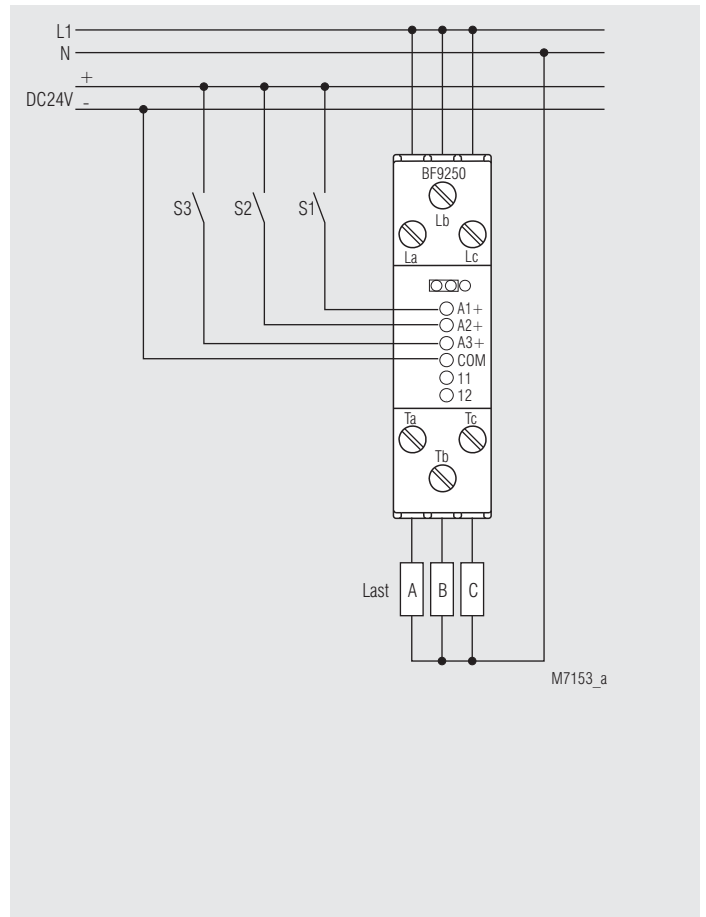 L1
N
+
DC24V
-
BF9250
Lb
S3
S2
S1
La
Lc
A1+
A2+
A3+
COM
11
12
Ta
Tc
Tb
Last
A
B
C
M7153_a